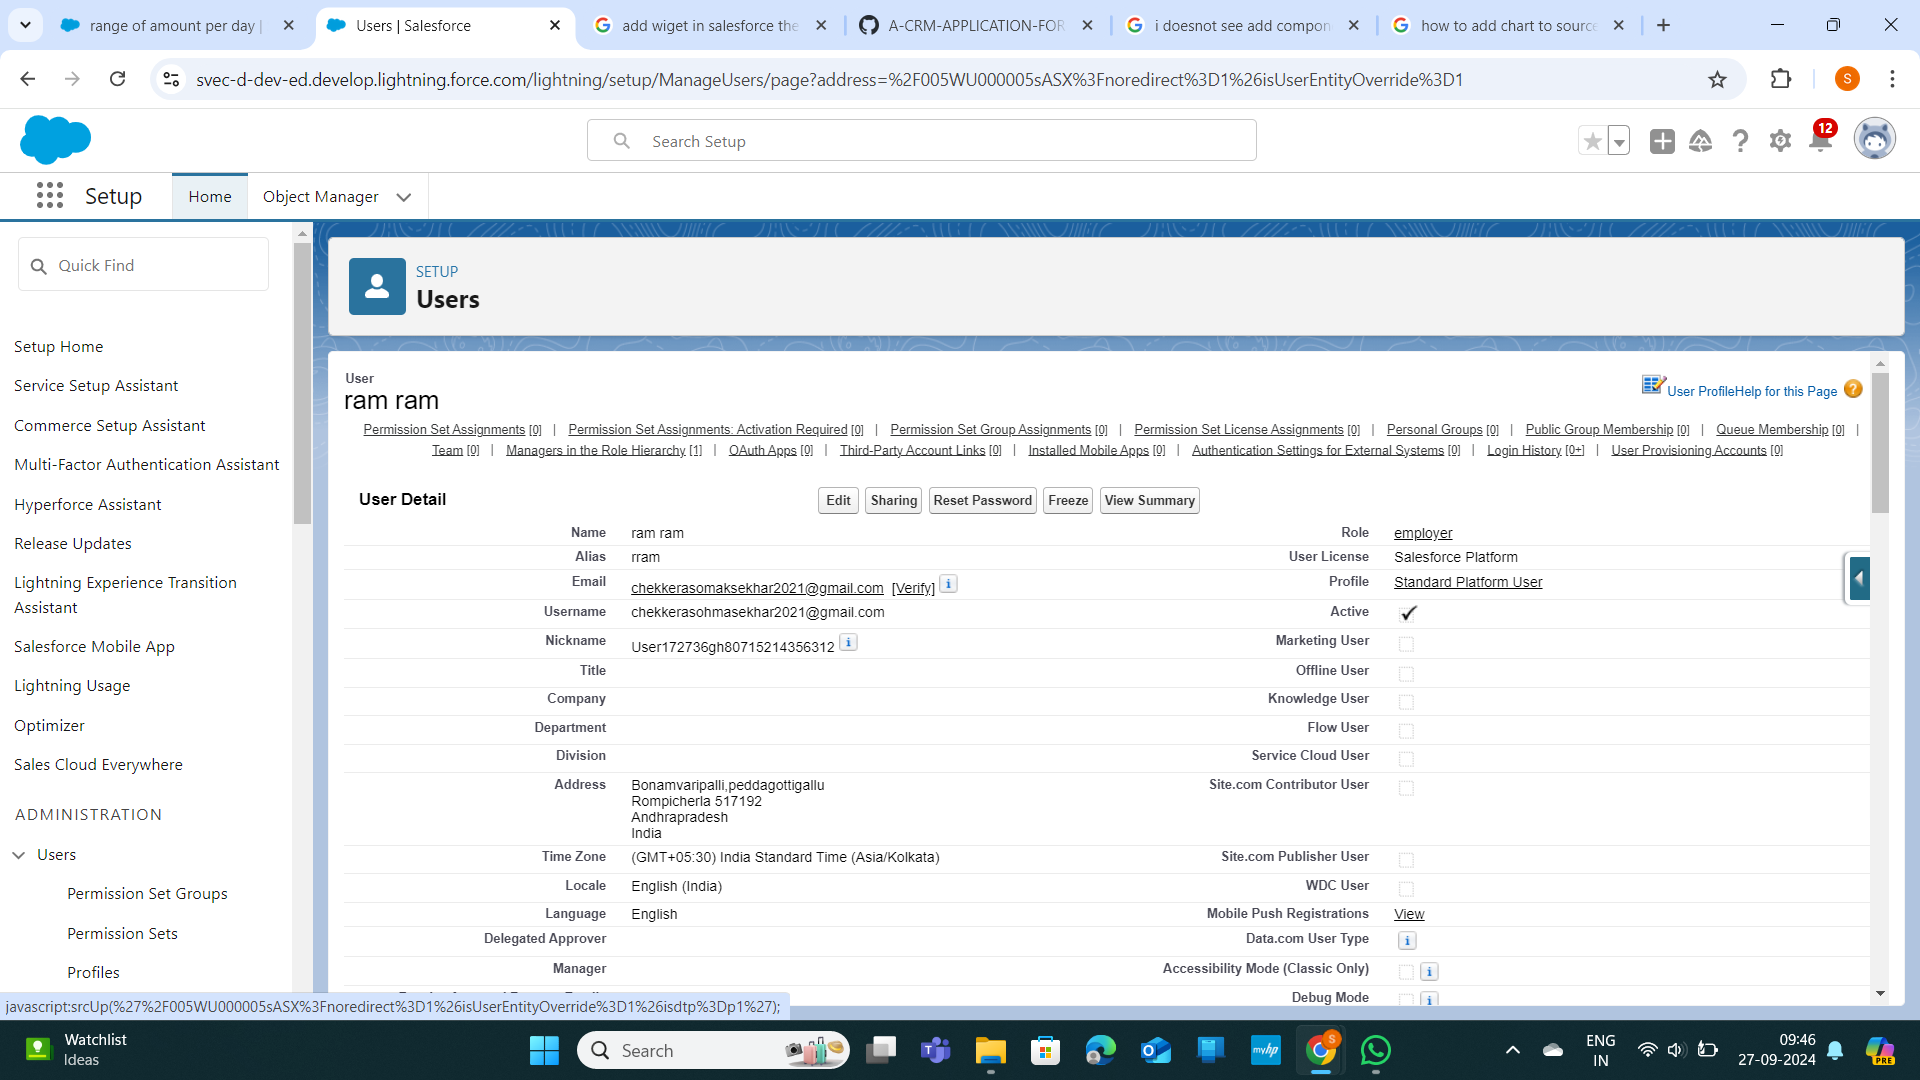 range of amount per day |
Users | Salesforce
add wiget in salesforce the
A-CRM-APPLICATION-FOR
i doesnot see add compon
how to add chart to source
svec-d-dev-ed.develop.lightning.force.com/lightning/setup/ManageUsers/page?address=%2F005WU000005sASX%3Fnoredirect%3D1%26isUserEntityOverride%3D1
S
Search Setup
12
Setup
Home
Object Manager
Quick Find
SETUP
Users
Setup Home
Service Setup Assistant
Commerce Setup Assistant
Multi-Factor Authentication Assistant
Hyperforce Assistant
Release Updates
Lightning Experience Transition
Assistant
Salesforce Mobile App
Lightning Usage
Optimizer
Sales Cloud Everywhere
ADMINISTRATION
Users
Permission Set Groups
Permission Sets
Profiles
User
ram ram
User ProfileHelp for this Page ?
Permission Set Assignments [0] | Permission Set Assignments: Activation Required [0] | Permission Set Group Assignments [0] | Permission Set License Assignments [0] | Personal Groups [0] | Public Group Membership [0] | Queue Membership [0] |
Team [0] | Managers in the Role Hierarchy [1] | OAuth Apps [0] | Third-Party Account Links [0] | Installed Mobile Apps [0] | Authentication Settings for External Systems [0] | Login History [0+] | User Provisioning Accounts [0]
User Detail
Edit Sharing Reset Password Freeze View Summary
Name ram ram Role employer
Alias rram User License Salesforce Platform
Email chekkerasomaksekhar2021@gmail.com [Verify] i Profile Standard Platform User
Username chekkerasohmasekhar2021@gmail.com Active
Nickname User172736gh80715214356312 i Marketing User
Title Offline User
Company Knowledge User
Department Flow User
Division Service Cloud User
Address Bonamvaripalli,peddagottigallu Site.com Contributor User
Rompicherla 517192
Andhrapradesh
India
Time Zone (GMT+05:30) India Standard Time (Asia/Kolkata) Site.com Publisher User
Locale English (India) WDC User
Language English Mobile Push Registrations View
Delegated Approver Data.com User Type i
Manager Accessibility Mode (Classic Only) i
Debug Mode i
javascript:srcUp(%27%2F005WU000005sASX%3Fnoredirect%3D1%26isUserEntityOverride%3D1%26isdtp%3Dp1%27);
Watchlist
Ideas
Search
myhp
S
ENG
IN
09:46
27-09-2024
PRE